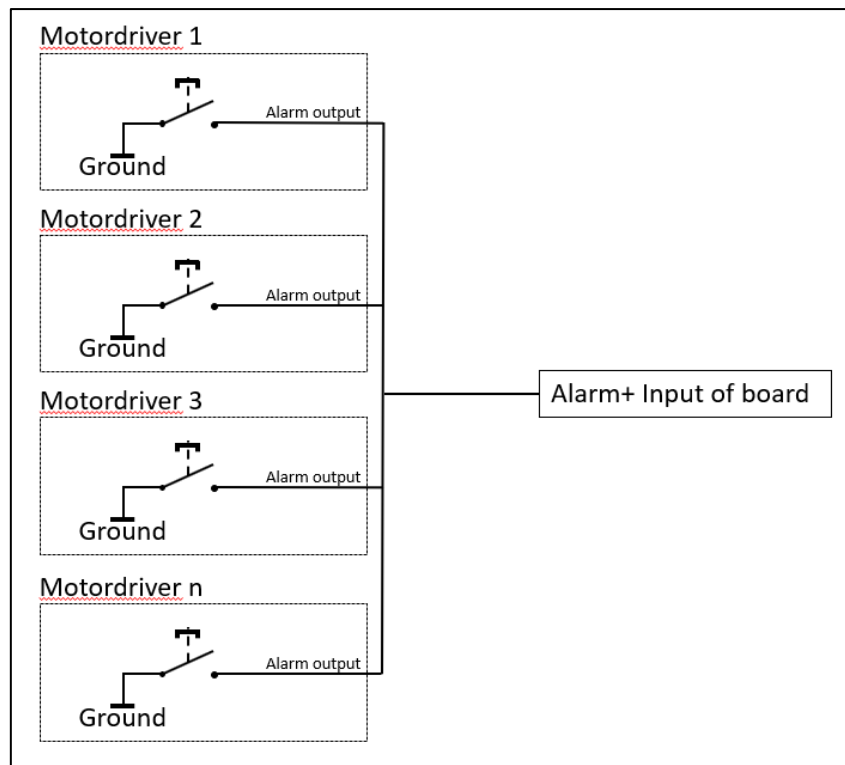 Motordriver 1
Alarm output
Ground
Motordriver 2
Alarm output
Ground
Alarm+ Input of board
Motordriver 3
Alarm output
Ground
Motordriver n
Alarm output
Ground